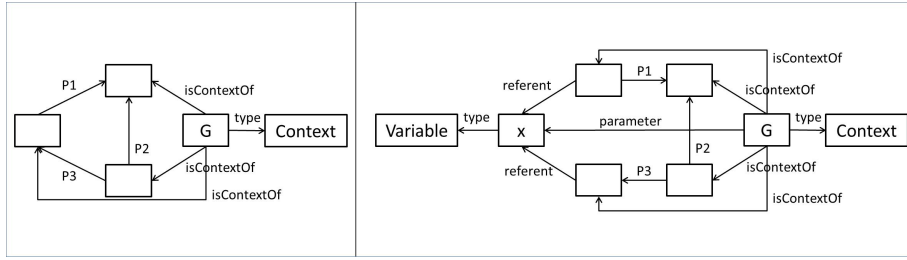 P1
isContextOf
type
G
Context
P2
P3
isContextOf
isContextOf
isContextOf
referent
P1
isContextOf
type
parameter
type
Variable
x
G
Context
P2
referent
P3
isContextOf
isContextOf